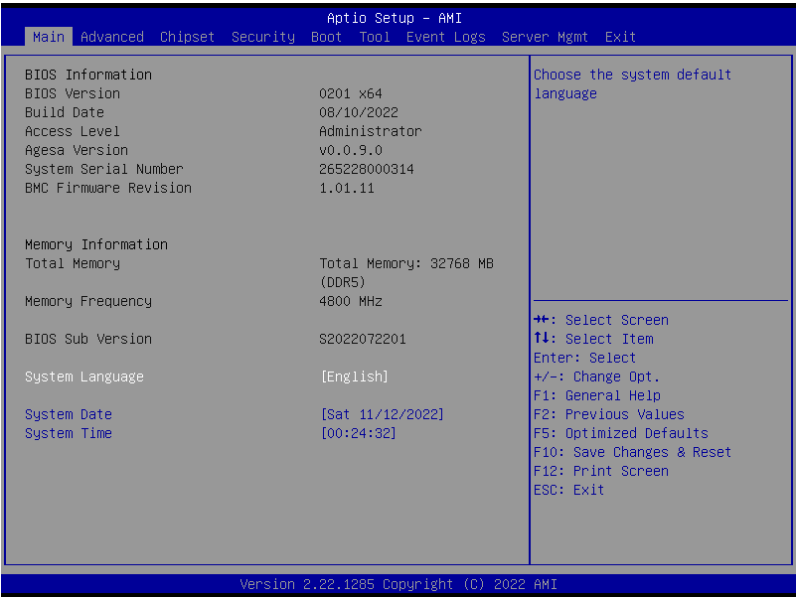 Aptio Setup – AMI
Main Advanced Chipset Security Boot Tool Event Logs Server Mgmt Exit
BIOS Information
BIOS Version 0201 x64
Build Date 08/10/2022
Access Level Administrator
Agesa Version v0.0.9.0
System Serial Number 265228000314
BMC Firmware Revision 1.01.11
Memory Information
Total Memory Total Memory: 32768 MB
(DDR5)
Memory Frequency 4800 MHz
BIOS Sub Version S2022072201
System Language [English]
System Date [Sat 11/12/2022]
System Time [00:24:32]
Choose the system default
language
→←: Select Screen
↑↓: Select Item
Enter: Select
+/-: Change Opt.
F1: General Help
F2: Previous Values
F5: Optimized Defaults
F10: Save Changes & Reset
F12: Print Screen
ESC: Exit
Version 2.22.1285 Copyright (C) 2022 AMI